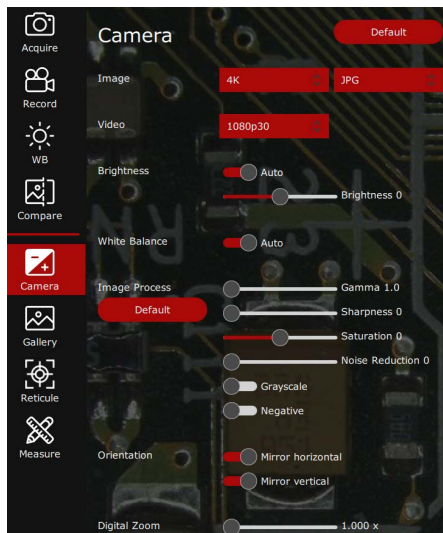 Acquire
Record
WB
Compare
Camera
Gallery
Reticule
Measure
Camera
Default
Image
4K
JPG
Video
1080p30
Brightness
Auto
Brightness 0
White Balance
Auto
Image Process
Default
Gamma 1.0
Sharpness 0
Saturation 0
Noise Reduction 0
Grayscale
Negative
Orientation
Mirror horizontal
Mirror vertical
Digital Zoom
1.000 x